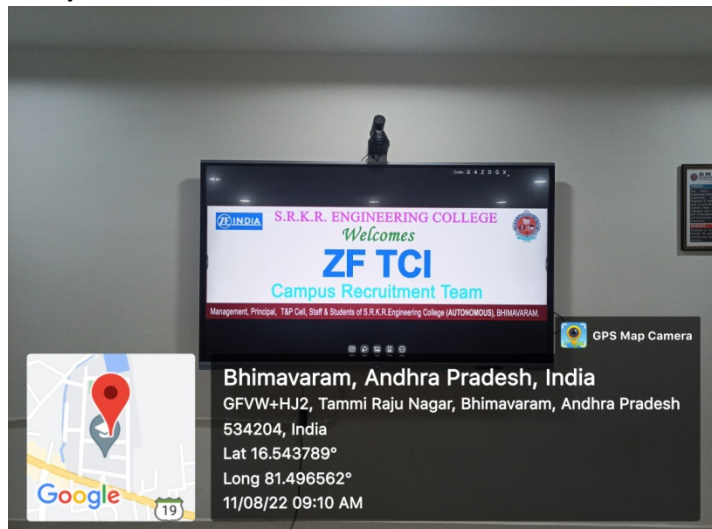 Code: G 4 Z D G X
ZF INDIA
S.R.K.R. ENGINEERING COLLEGE
Welcomes
ZF TCI
Campus Recruitment Team
Management, Principal, T&P Cell, Staff & Students of S.R.K.R.Engineering College (AUTONOMOUS), BHIMAVARAM.
GPS Map Camera
Bhimavaram, Andhra Pradesh, India
GFVW+HJ2, Tammi Raju Nagar, Bhimavaram, Andhra Pradesh
534204, India
Lat 16.543789°
Long 81.496562°
11/08/22 09:10 AM
Google
19